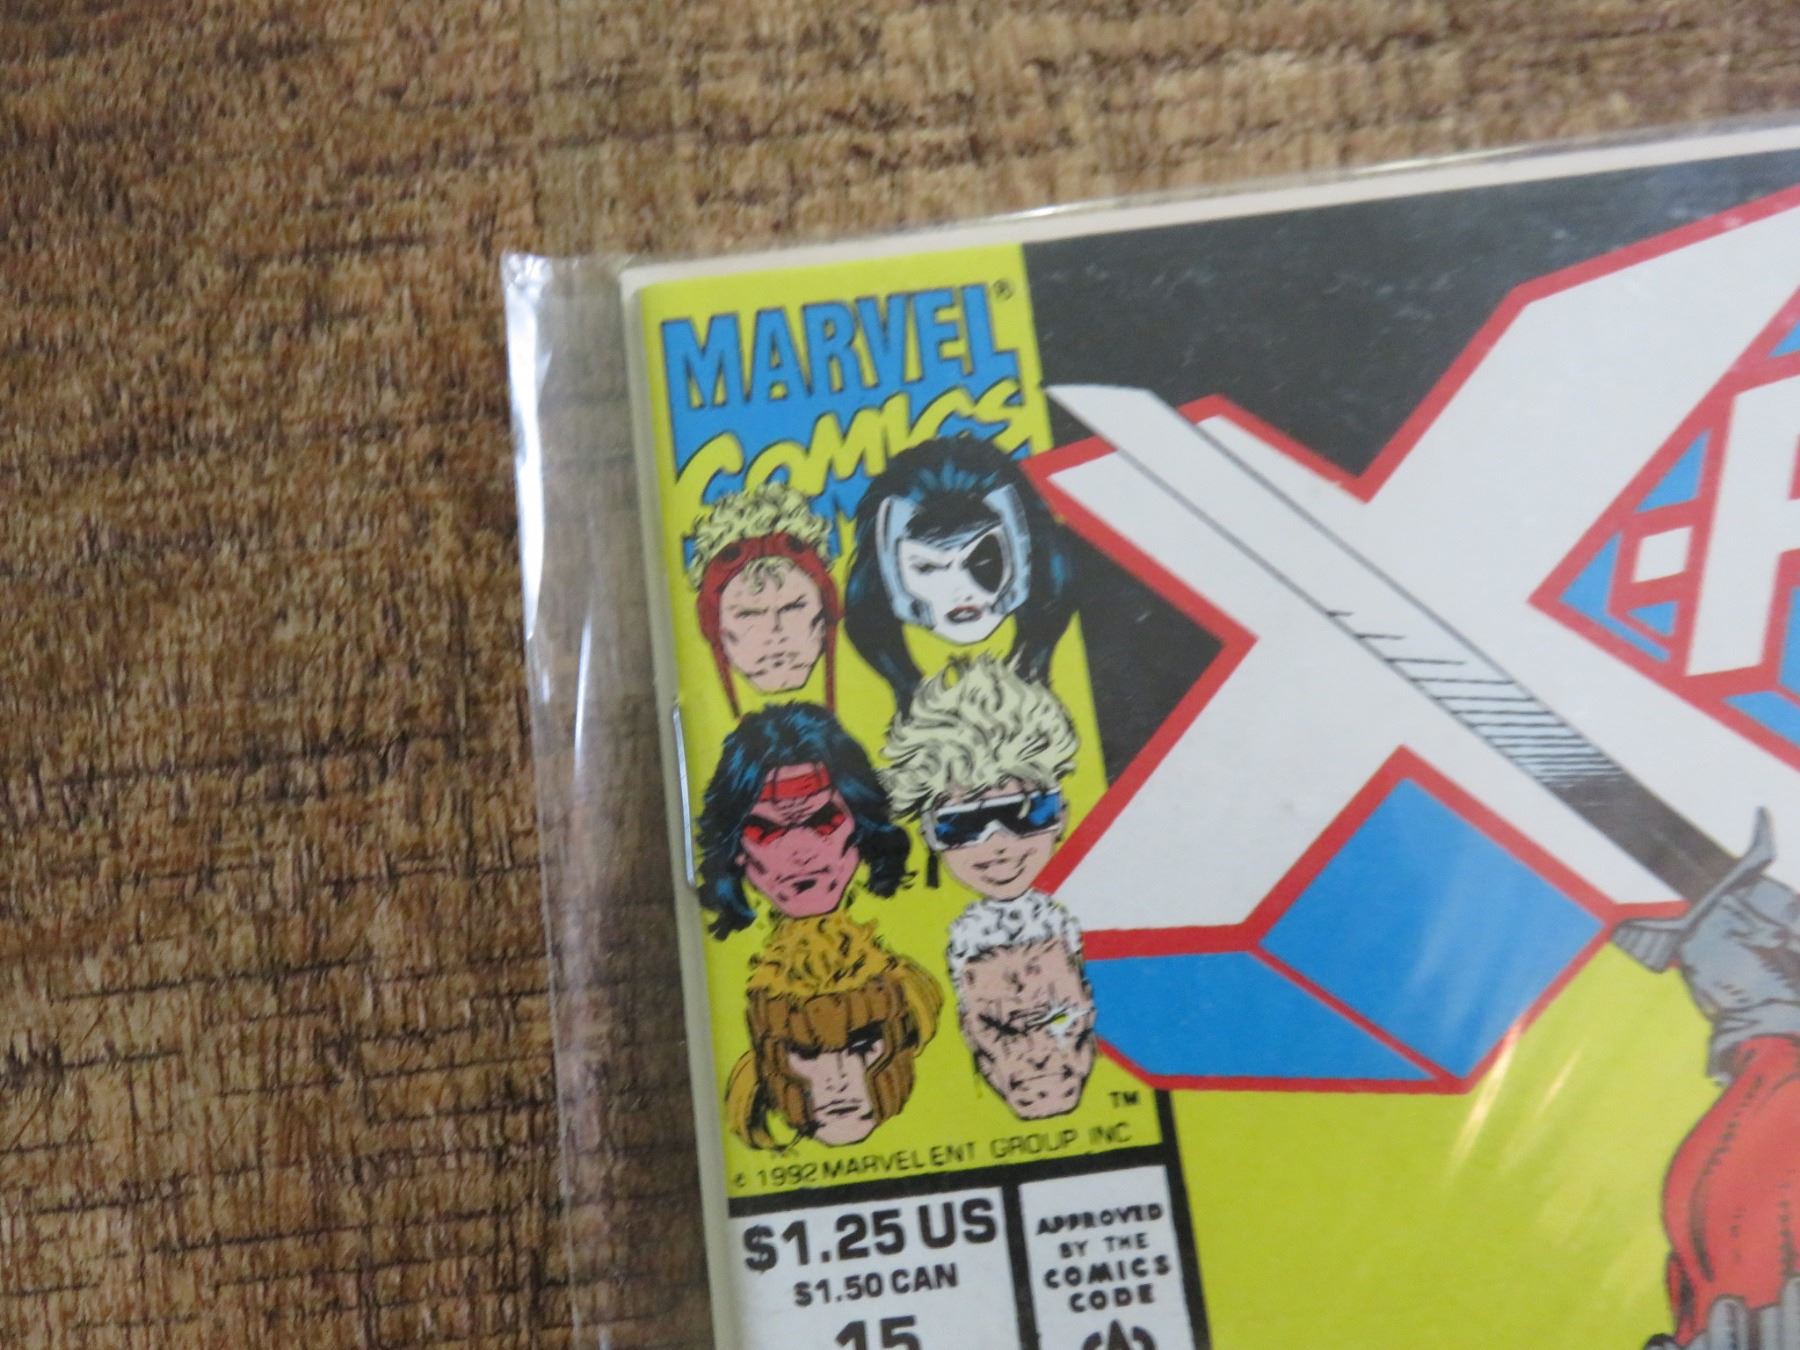 MARVEL®
COMICS
X-F
TM
© 1992 MARVEL ENT GROUP INC
$1.25 US
$1.50 CAN
15
APPROVED
BY THE
COMICS
CODE
A